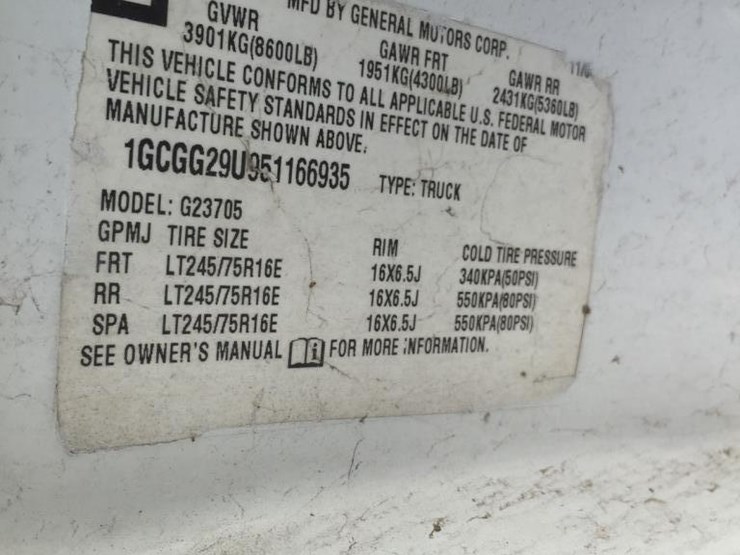 MFD BY GENERAL MOTORS CORP.
GVWR GAWR FRT GAWR RR
3901KG(8600LB) 1951KG(4300LB) 2431KG(5360LB)
THIS VEHICLE CONFORMS TO ALL APPLICABLE U.S. FEDERAL MOTOR
VEHICLE SAFETY STANDARDS IN EFFECT ON THE DATE OF
MANUFACTURE SHOWN ABOVE.
1GCGG29U951166935 TYPE: TRUCK
MODEL: G23705
GPMJ TIRE SIZE RIM COLD TIRE PRESSURE
FRT LT245/75R16E 16X6.5J 340KPA(50PSI)
RR LT245/75R16E 16X6.5J 550KPA(80PSI)
SPA LT245/75R16E 16X6.5J 550KPA(80PSI)
SEE OWNER'S MANUAL i FOR MORE INFORMATION.